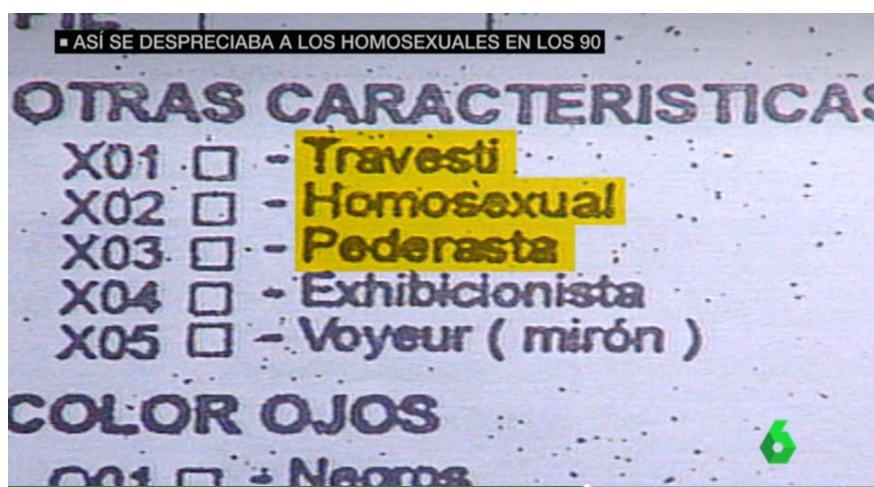 ▪ ASÍ SE DESPRECIABA A LOS HOMOSEXUALES EN LOS 90
OTRAS CARACTERISTICAS
X01 □ - Travesti
X02 □ - Homosexual
X03 □ - Pederasta
X04 □ - Exhibicionista
X05 □ - Voyeur ( mirón )
COLOR OJOS
O01 □ - Negros
6